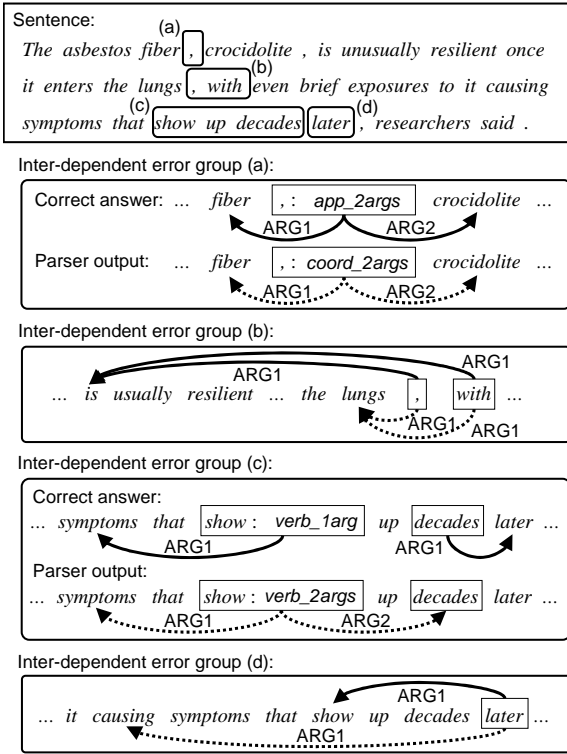 Sentence:
(a)
The asbestos fiber , crocidolite , is unusually resilient once
(b)
it enters the lungs , with even brief exposures to it causing
(c) (d)
symptoms that show up decades later , researchers said .
Inter-dependent error group (a):
Correct answer: ... fiber , : app_2args crocidolite ...
ARG1 ARG2
Parser output: ... fiber , : coord_2args crocidolite ...
ARG1 ARG2
Inter-dependent error group (b):
ARG1
ARG1
... is usually resilient ... the lungs , with ...
ARG1 ARG1
Inter-dependent error group (c):
Correct answer:
... symptoms that show : verb_1arg up decades later ...
ARG1 ARG1
Parser output:
... symptoms that show : verb_2args up decades later ...
ARG1 ARG2
Inter-dependent error group (d):
ARG1
... it causing symptoms that show up decades later ...
ARG1